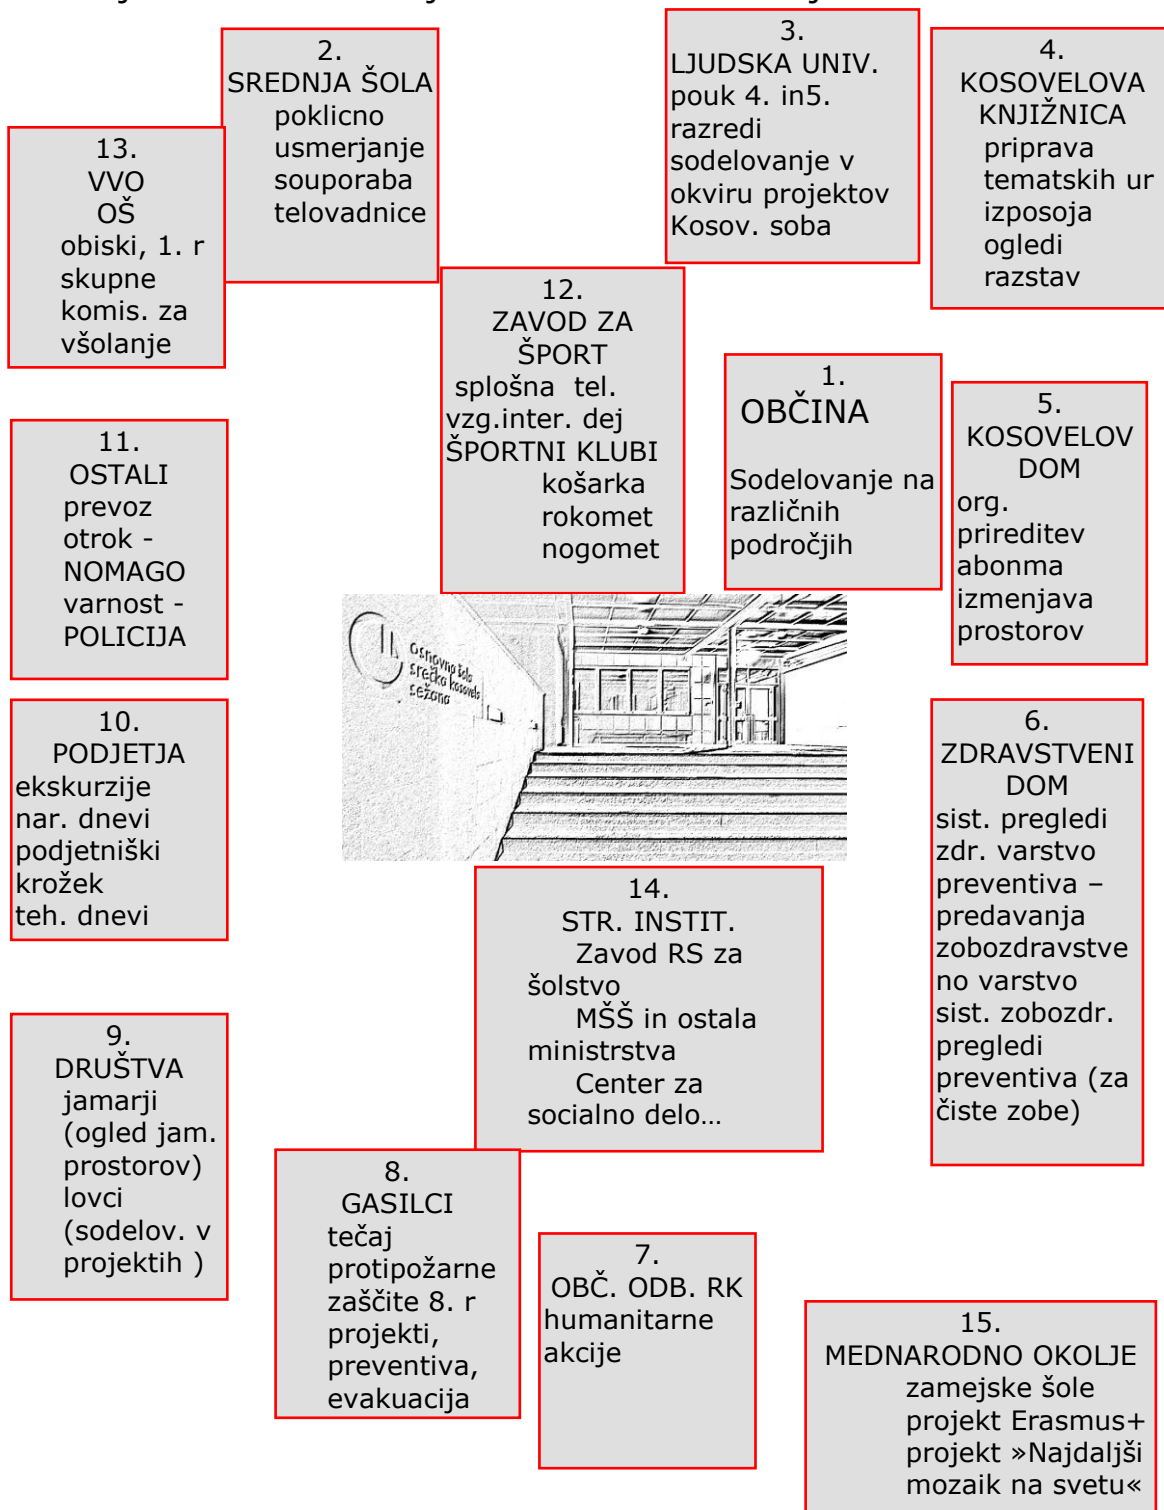 2.
SREDNJA ŠOLA
poklicno
usmerjanje
souporaba
telovadnice
3.
LJUDSKA UNIV.
pouk 4. in5.
razredi
sodelovanje v
okviru projektov
Kosov. soba
4.
KOSOVELOVA
KNJIŽNICA
priprava
tematskih ur
izposoja
ogledi
razstav
13.
VVO
OŠ
obiski, 1. r
skupne
komis. za
všolanje
12.
ZAVOD ZA
ŠPORT
splošna tel.
vzg.inter. dej
ŠPORTNI KLUBI
košarka
rokomet
nogomet
1.
OBČINA
Sodelovanje na
različnih
področjih
5.
KOSOVELOV
DOM
org.
prireditev
abonma
izmenjava
prostorov
11.
OSTALI
prevoz
otrok -
NOMAGO
varnost -
POLICIJA
Osnovna šola
srečka kosovela
sežana
10.
PODJETJA
ekskurzije
nar. dnevi
podjetniški
krožek
teh. dnevi
6.
ZDRAVSTVENI
DOM
sist. pregledi
zdr. varstvo
preventiva –
predavanja
zobozdravstve
no varstvo
sist. zobozdr.
pregledi
preventiva (za
čiste zobe)
14.
STR. INSTIT.
Zavod RS za
šolstvo
MŠŠ in ostala
ministrstva
Center za
socialno delo…
9.
DRUŠTVA
jamarji
(ogled jam.
prostorov)
lovci
(sodelov. v
projektih )
8.
GASILCI
tečaj
protipožarne
zaščite 8. r
projekti,
preventiva,
evakuacija
7.
OBČ. ODB. RK
humanitarne
akcije
15.
MEDNARODNO OKOLJE
zamejske šole
projekt Erasmus+
projekt »Najdaljši
mozaik na svetu«